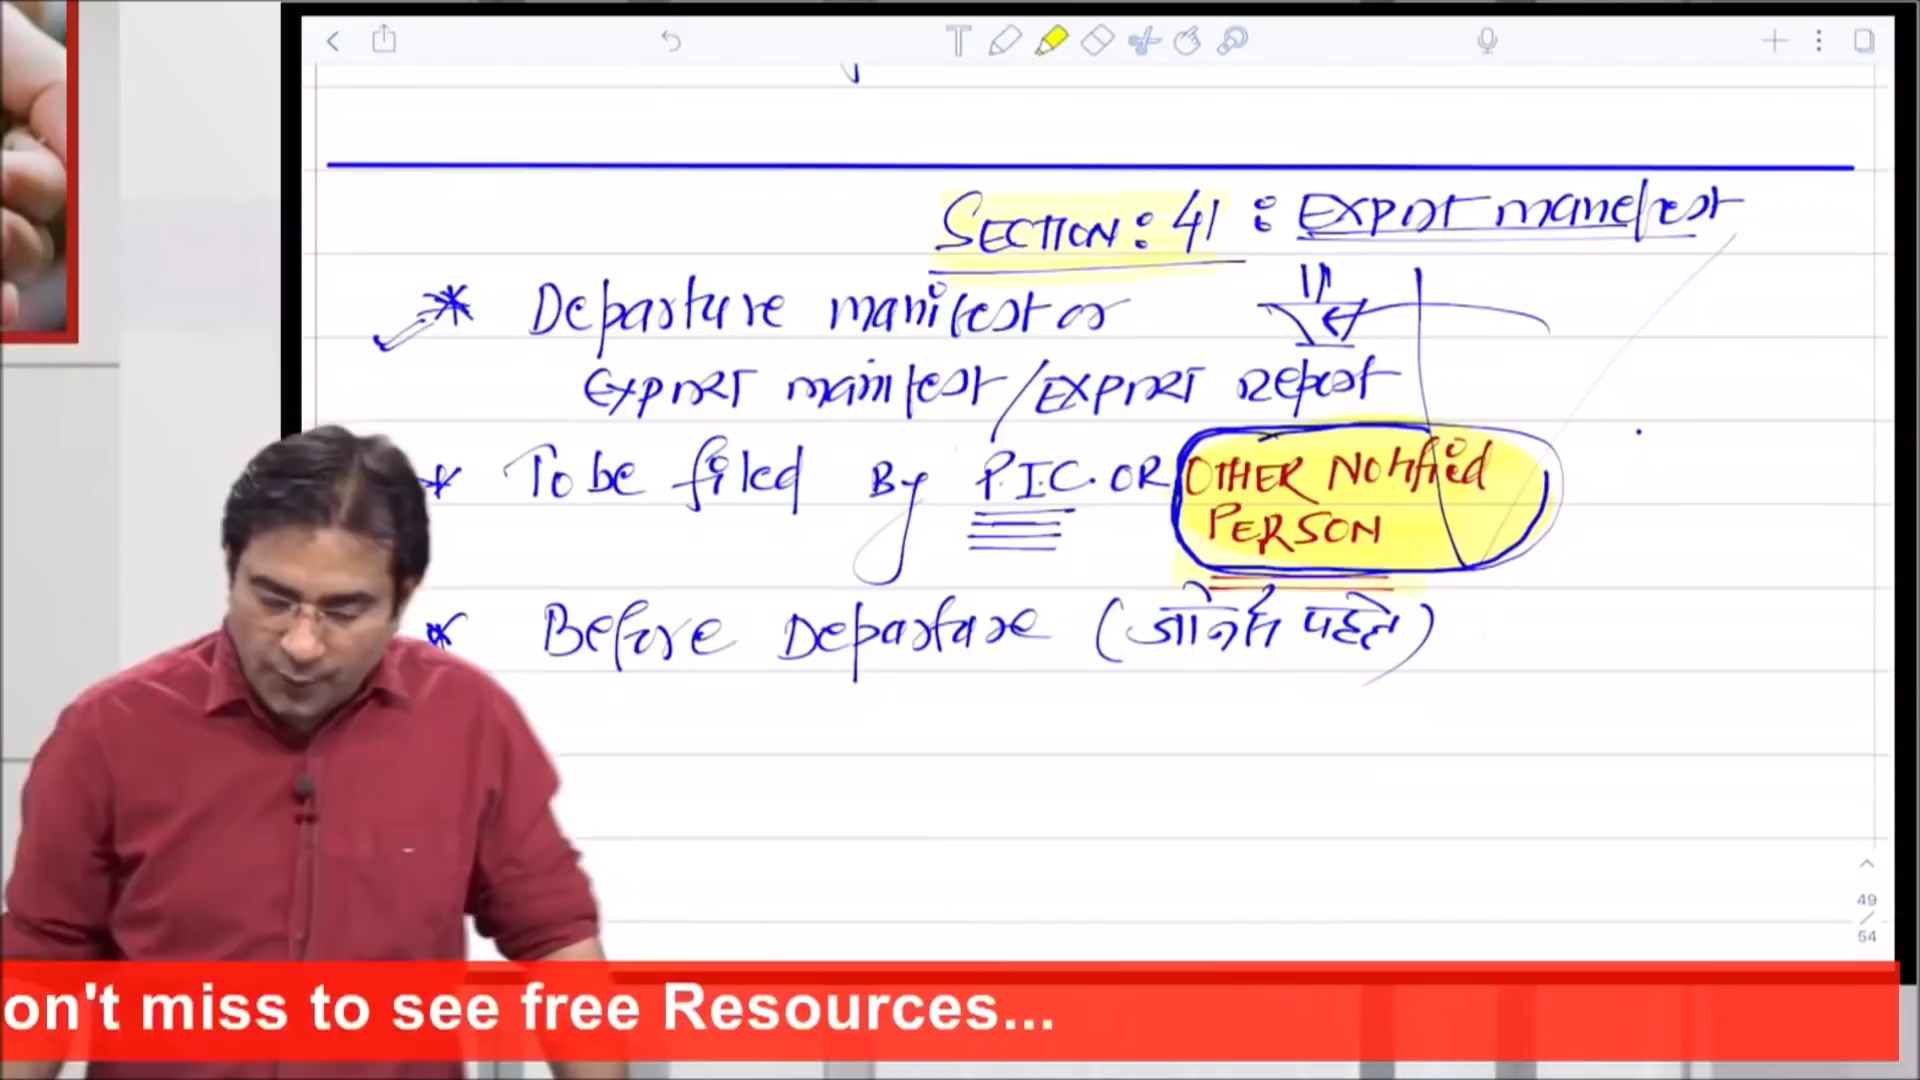 SECTION: 41 : EXPORT manifest
* Departure manifest or
EXPORT manifest/EXPORT report
* To be filed By P.I.C. OR OTHER Notified
PERSON
* Before Departure (जाने से पहले)
49
/
54
on't miss to see free Resources...